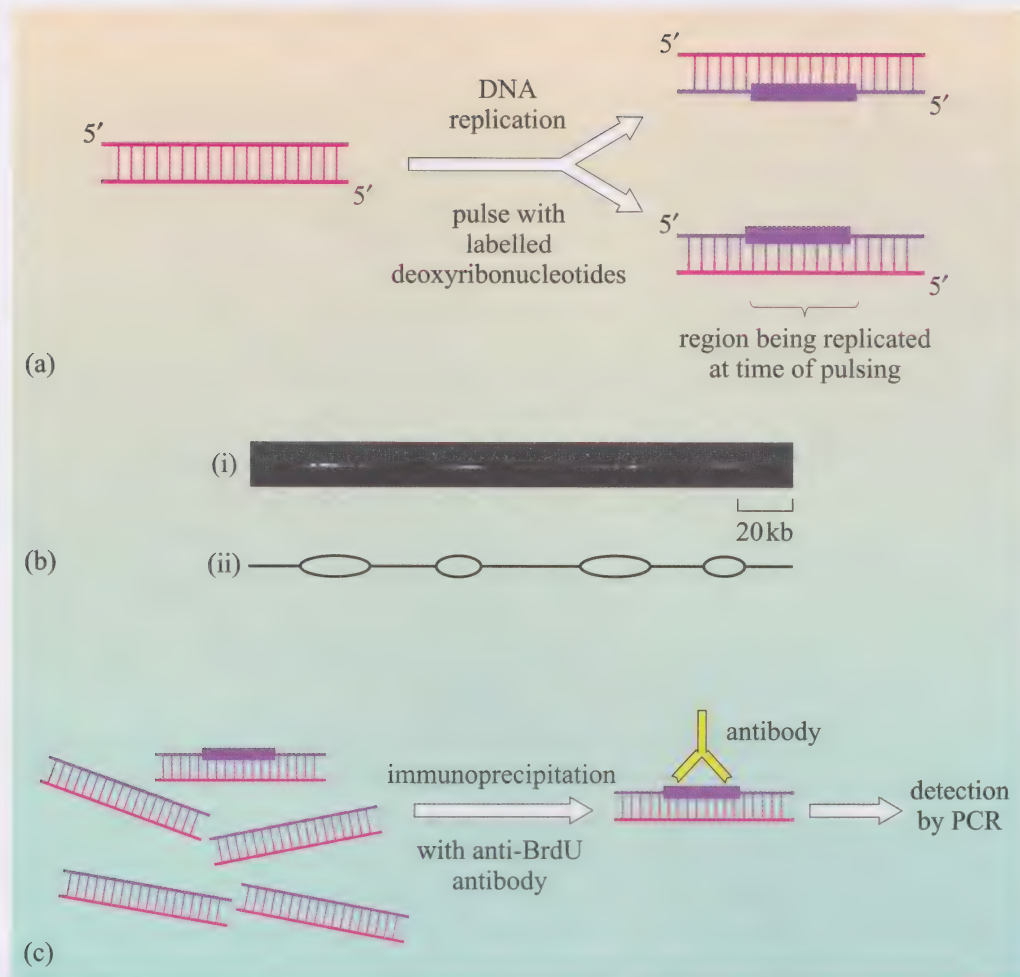 5′
5′
DNA
replication
pulse with
labelled
deoxyribonucleotides
5′
5′
5′
5′
region being replicated
at time of pulsing
(a)
(i)
20 kb
(b)
(ii)
immunoprecipitation
with anti-BrdU
antibody
antibody
detection
by PCR
(c)